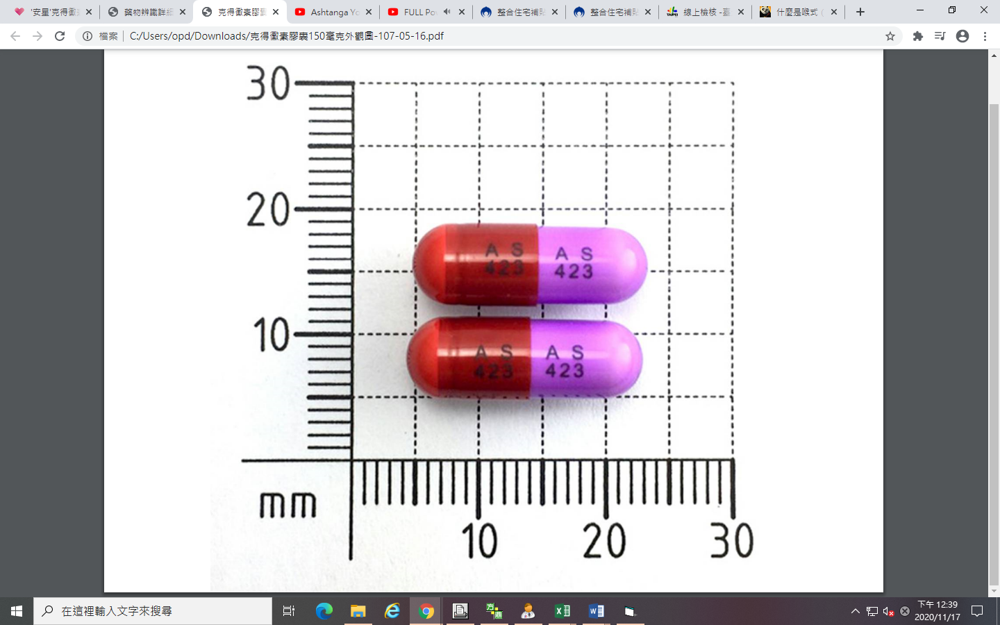 '安星'克得黴
藥物辨識詳細
克得黴素膠
Ashtanga Yo
FULL Po
整合住宅補貼
整合住宅補貼
線上檢核 -臺
什麼是喉式
檔案
C:/Users/opd/Downloads/克得黴素膠囊150毫克外觀圖-107-05-16.pdf
30
20
A S
423
A S
423
10
A S
423
A S
423
mm
10
20
30
在這裡輸入文字來搜尋
下午 12:39
2020/11/17